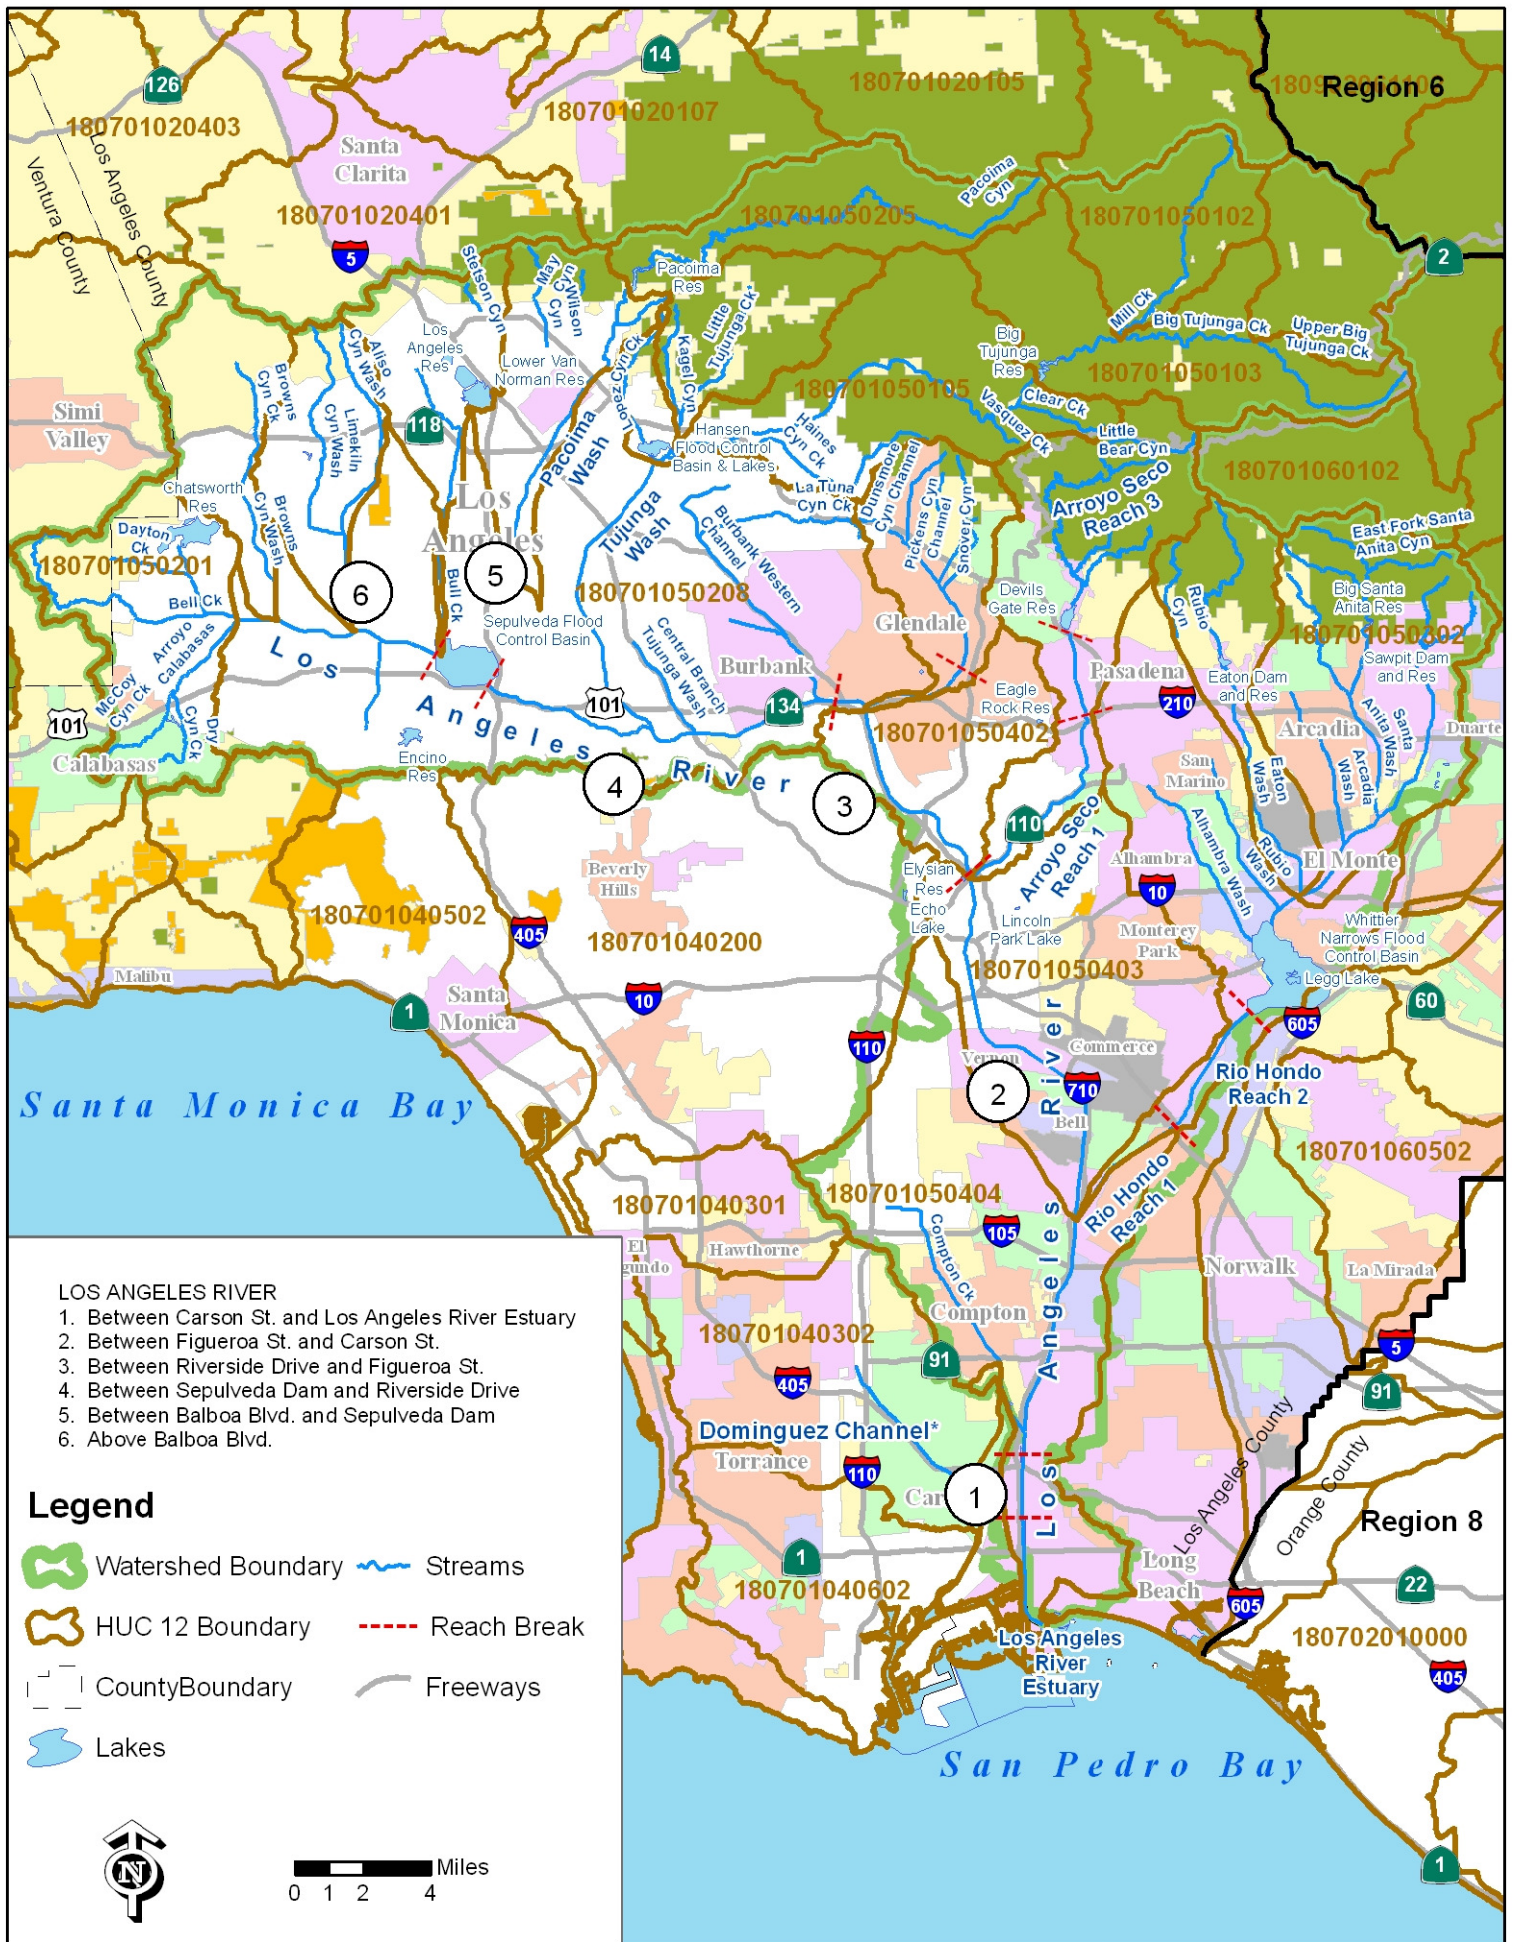 126
14
180701020105
Region 6
180701020403
180701020107
Santa
Clarita
Los Angeles County
Ventura County
180701020401
5
Pacoima
Cyn
180701050205
180701050102
2
Stetson Cyn
May
Cyn
Wilson
Cyn
Pacoima
Res
Little
Tujunga Ck*
Mill Ck
Big Tujunga Ck
Upper Big
Tujunga Ck
Los
Angeles
Res
Lower Van
Norman Res
Lopez Cyn Ck
Kagel Cyn
Big
Tujunga
Res
180701050105
180701050103
Aliso
Cyn Wash
Browns
Cyn Ck
Limekiln
Cyn Wash
Simi
Valley
118
Pacoima
Wash
Hansen
Flood Control
Basin & Lakes
Haines
Cyn Ck
Vasquez Ck
Clear Ck
Little
Bear Cyn
180701060102
Chatsworth
Res
Los
Angeles
Tujunga
Wash
La Tuna
Cyn Ck
Dunsmore
Cyn Channel
Pickens Cyn
Channel
Snover Cyn
Arroyo Seco
Reach 3
East Fork Santa
Anita Cyn
Dayton
Ck
180701050201
Browns
Cyn Wash
6
5
Bull Ck
Burbank Western
Channel
180701050208
Devils
Gate Res
Rubio
Cyn
Big Santa
Anita Res
180701050302
Bell Ck
Arroyo
Calabasas
Sepulveda Flood
Control Basin
Central Branch
Tujunga Wash
Glendale
Burbank
Pasadena
Sawpit Dam
and Res
Los
McCoy
Cyn Ck
Dry
Cyn Ck
101
101
134
Eagle
Rock Res
210
Eaton Dam
and Res
Santa
Anita Wash
Duarte
Arcadia
Arcadia
Wash
Calabasas
Angeles
Encino
Res
180701050402
San
Marino
Eaton
Wash
4
River
3
110
Arroyo Seco
Reach 1
Alhambra
Alhambra Wash
Rubio
Wash
El Monte
Beverly
Hills
Elysian
Res
Echo
Lake
10
180701040502
405
180701040200
Lincoln
Park Lake
Monterey
Park
Whittier
Narrows Flood
Control Basin
Legg Lake
Malibu
Santa
Monica
180701050403
1
10
60
605
110
River
Vernon
Commerce
2
710
Bell
Rio Hondo
Reach 2
Santa Monica Bay
180701060502
Rio Hondo
Reach 1
180701040301
180701050404
El
gundo
Hawthorne
105
Compton Ck
Angeles
Norwalk
La Mirada
Compton
180701040302
91
405
5
91
Dominguez Channel*
Torrance
110
Car
1
Los
Los Angeles County
Orange County
Region 8
1
Long
Beach
22
180701040602
605
180702010000
405
Los Angeles
River
Estuary
San Pedro Bay
1
LOS ANGELES RIVER
1. Between Carson St. and Los Angeles River Estuary
2. Between Figueroa St. and Carson St.
3. Between Riverside Drive and Figueroa St.
4. Between Sepulveda Dam and Riverside Drive
5. Between Balboa Blvd. and Sepulveda Dam
6. Above Balboa Blvd.
Legend
Watershed Boundary
Streams
HUC 12 Boundary
Reach Break
CountyBoundary
Freeways
Lakes
N
Miles
0 1 2 4